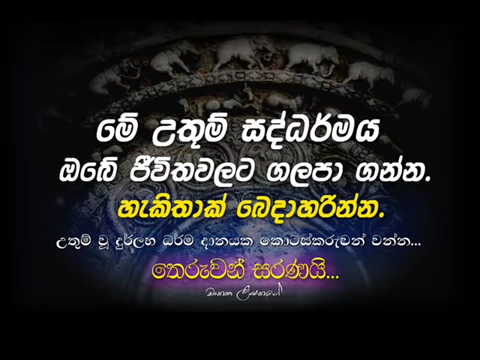 මේ උතුම් සද්ධර්මය
ඔබේ ජීවිතවලට ගලපා ගන්න.
හැකිතාක් බෙදාහරින්න.
උතුම් වූ දුර්ලභ ධර්ම දානයක කොටස්කරුවන් වන්න...
තෙරුවන් සරණයි...